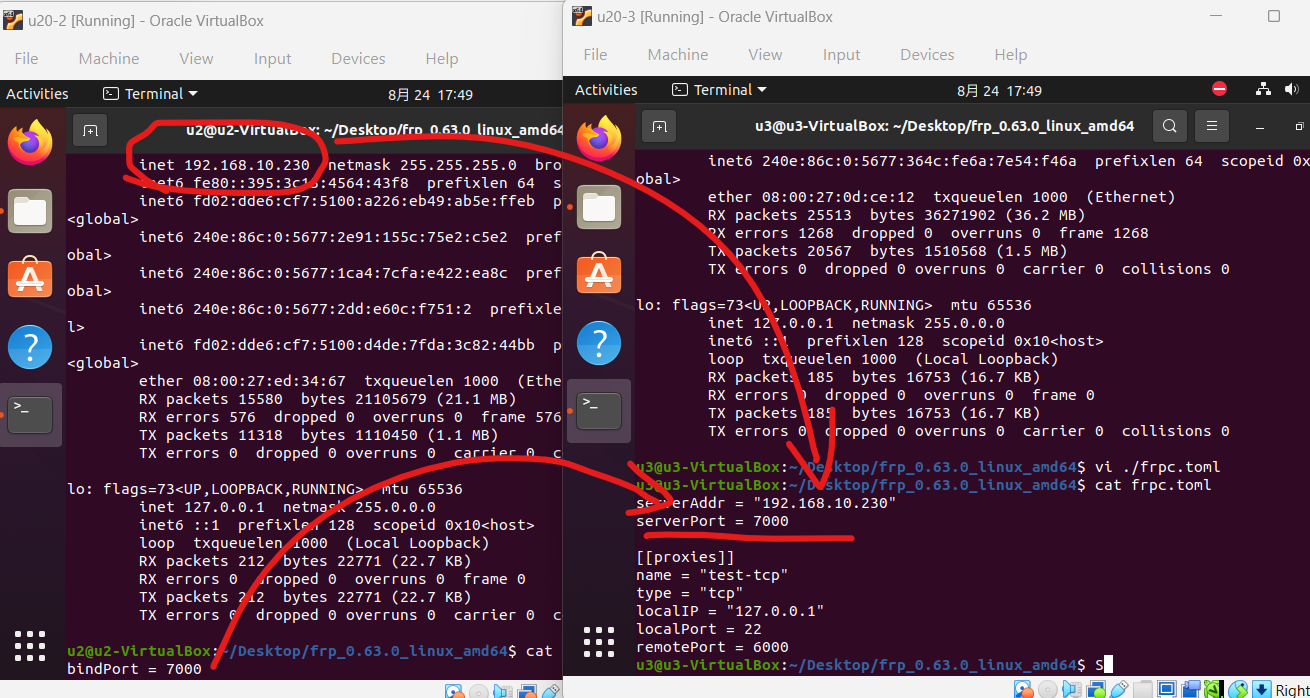 u20-2 [Running] - Oracle VirtualBox
File Machine View Input Devices Help
Activities Terminal 8月 24 17:49
u2@u2-VirtualBox: ~/Desktop/frp_0.63.0_linux_amd64
inet 192.168.10.230 netmask 255.255.255.0 bro
inet6 fe80::395:3c18:4564:43f8 prefixlen 64 s
inet6 fd02:dde6:cf7:5100:a226:eb49:ab5e:ffeb p
<global>
inet6 240e:86c:0:5677:2e91:155c:75e2:c5e2 pref
obal>
inet6 240e:86c:0:5677:1ca4:7cfa:e422:ea8c pref
obal>
inet6 240e:86c:0:5677:2dd:e60c:f751:2 prefixle
l>
inet6 fd02:dde6:cf7:5100:d4de:7fda:3c82:44bb p
<global>
ether 08:00:27:ed:34:67 txqueuelen 1000 (Ethe
RX packets 15580 bytes 21105679 (21.1 MB)
RX errors 576 dropped 0 overruns 0 frame 576
TX packets 11318 bytes 1110450 (1.1 MB)
TX errors 0 dropped 0 overruns 0 carrier 0 c
lo: flags=73<UP,LOOPBACK,RUNNING> mtu 65536
inet 127.0.0.1 netmask 255.0.0.0
inet6 ::1 prefixlen 128 scopeid 0x10<host>
loop txqueuelen 1000 (Local Loopback)
RX packets 212 bytes 22771 (22.7 KB)
RX errors 0 dropped 0 overruns 0 frame 0
TX packets 212 bytes 22771 (22.7 KB)
TX errors 0 dropped 0 overruns 0 carrier 0 c
u2@u2-VirtualBox:~/Desktop/frp_0.63.0_linux_amd64$ cat
bindPort = 7000
u20-3 [Running] - Oracle VirtualBox
File Machine View Input Devices Help
Activities Terminal 8月 24 17:49
u3@u3-VirtualBox: ~/Desktop/frp_0.63.0_linux_amd64
inet6 240e:86c:0:5677:364c:fe6a:7e54:f46a prefixlen 64 scopeid 0x
obal>
ether 08:00:27:0d:ce:12 txqueuelen 1000 (Ethernet)
RX packets 25513 bytes 36271902 (36.2 MB)
RX errors 1268 dropped 0 overruns 0 frame 1268
TX packets 20567 bytes 1510568 (1.5 MB)
TX errors 0 dropped 0 overruns 0 carrier 0 collisions 0
lo: flags=73<UP,LOOPBACK,RUNNING> mtu 65536
inet 127.0.0.1 netmask 255.0.0.0
inet6 ::1 prefixlen 128 scopeid 0x10<host>
loop txqueuelen 1000 (Local Loopback)
RX packets 185 bytes 16753 (16.7 KB)
RX errors 0 dropped 0 overruns 0 frame 0
TX packets 185 bytes 16753 (16.7 KB)
TX errors 0 dropped 0 overruns 0 carrier 0 collisions 0
u3@u3-VirtualBox:~/Desktop/frp_0.63.0_linux_amd64$ vi ./frpc.toml
u3@u3-VirtualBox:~/Desktop/frp_0.63.0_linux_amd64$ cat frpc.toml
serverAddr = "192.168.10.230"
serverPort = 7000
[[proxies]]
name = "test-tcp"
type = "tcp"
localIP = "127.0.0.1"
localPort = 22
remotePort = 6000
u3@u3-VirtualBox:~/Desktop/frp_0.63.0_linux_amd64$ S
Right